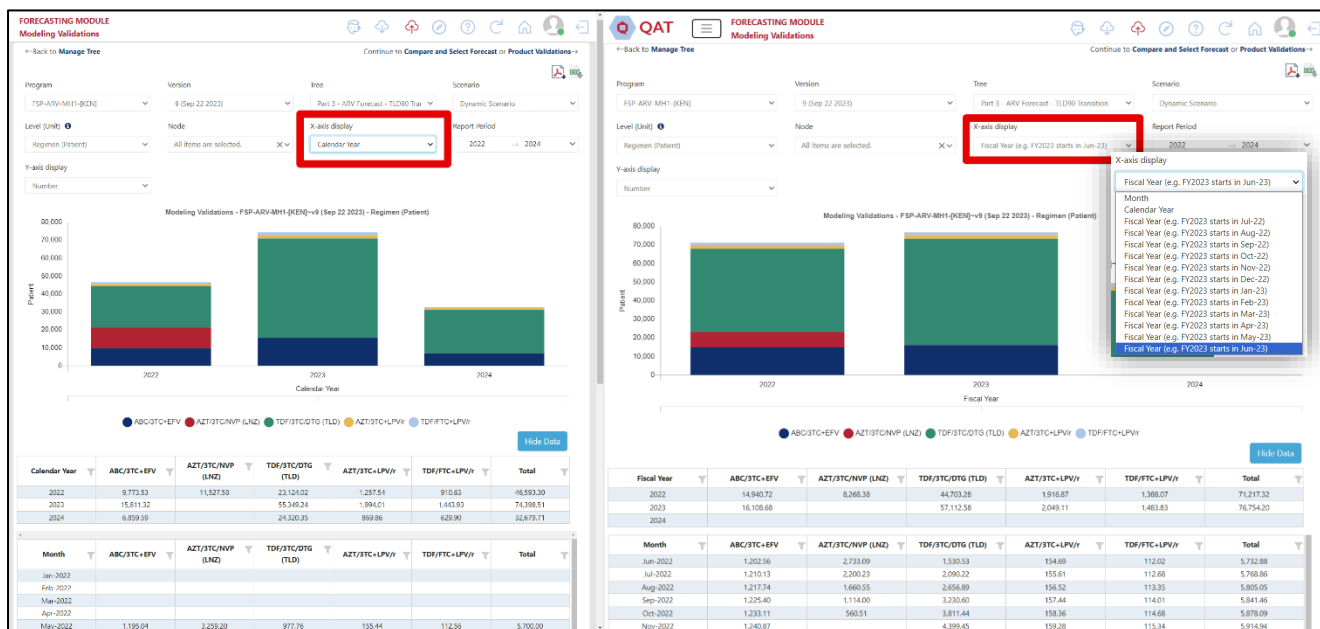 FORECASTING MODULE
Modeling Validations
←Back to Manage Tree
Continue to Compare and Select Forecast or Product Validations→
Program
Version
Tree
Scenario
FSP-ARV-MH1-[KEN]
9 (Sep 22 2023)
Part 3 - ARV Forecast - TLD90 Tra
Dynamic Scenario
Level (Unit)
Node
X-axis display
Report Period
Regimen (Patient)
All items are selected.
Calendar Year
2022 → 2024
Y-axis display
Number
Modeling Validations - FSP-ARV-MH1-[KEN]~v9 (Sep 22 2023) - Regimen (Patient)
80,000
70,000
60,000
50,000
40,000
30,000
20,000
10,000
0
Patient
2022 2023 2024
Calendar Year
ABC/3TC+EFV AZT/3TC/NVP (LNZ) TDF/3TC/DTG (TLD) AZT/3TC+LPV/r TDF/FTC+LPV/r
Hide Data
Calendar Year ABC/3TC+EFV AZT/3TC/NVP (LNZ) TDF/3TC/DTG (TLD) AZT/3TC+LPV/r TDF/FTC+LPV/r Total
2022 9,773.53 11,527.50 23,124.02 1,257.54 910.63 46,593.30
2023 15,811.32 55,349.24 1,994.01 1,443.93 74,398.51
2024 6,859.59 24,320.35 869.86 629.90 32,679.71
Month ABC/3TC+EFV AZT/3TC/NVP (LNZ) TDF/3TC/DTG (TLD) AZT/3TC+LPV/r TDF/FTC+LPV/r Total
Jan-2022
Feb-2022
Mar-2022
Apr-2022
May-2022 1,195.04 3,259.20 977.76 155.44 112.56 5,700.00
QAT
FORECASTING MODULE
Modeling Validations
←Back to Manage Tree
Continue to Compare and Select Forecast or Product Validations→
Program
Version
Tree
Scenario
FSP-ARV-MH1-[KEN]
9 (Sep 22 2023)
Part 3 - ARV Forecast - TLD90 Transition
Dynamic Scenario
Level (Unit)
Node
X-axis display
Report Period
Regimen (Patient)
All items are selected.
Fiscal Year (e.g. FY2023 starts in Jun-23)
2022 → 2024
Y-axis display
Number
X-axis display
Fiscal Year (e.g. FY2023 starts in Jun-23)
Month
Calendar Year
Fiscal Year (e.g. FY2023 starts in Jul-22)
Fiscal Year (e.g. FY2023 starts in Aug-22)
Fiscal Year (e.g. FY2023 starts in Sep-22)
Fiscal Year (e.g. FY2023 starts in Oct-22)
Fiscal Year (e.g. FY2023 starts in Nov-22)
Fiscal Year (e.g. FY2023 starts in Dec-22)
Fiscal Year (e.g. FY2023 starts in Jan-23)
Fiscal Year (e.g. FY2023 starts in Feb-23)
Fiscal Year (e.g. FY2023 starts in Mar-23)
Fiscal Year (e.g. FY2023 starts in Apr-23)
Fiscal Year (e.g. FY2023 starts in May-23)
Fiscal Year (e.g. FY2023 starts in Jun-23)
Modeling Validations - FSP-ARV-MH1-[KEN]~v9 (Sep 22 2023) - Regimen (Patient)
80,000
70,000
60,000
50,000
40,000
30,000
20,000
10,000
0
Patient
2022 2023 2024
Fiscal Year
ABC/3TC+EFV AZT/3TC/NVP (LNZ) TDF/3TC/DTG (TLD) AZT/3TC+LPV/r TDF/FTC+LPV/r
Hide Data
Fiscal Year ABC/3TC+EFV AZT/3TC/NVP (LNZ) TDF/3TC/DTG (TLD) AZT/3TC+LPV/r TDF/FTC+LPV/r Total
2022 14,940.72 8,268.38 44,703.28 1,916.87 1,388.07 71,217.32
2023 16,108.68 57,112.58 2,049.11 1,483.83 76,754.20
2024
Month ABC/3TC+EFV AZT/3TC/NVP (LNZ) TDF/3TC/DTG (TLD) AZT/3TC+LPV/r TDF/FTC+LPV/r Total
Jun-2022 1,202.56 2,733.09 1,530.53 154.69 112.02 5,732.88
Jul-2022 1,210.13 2,200.23 2,090.22 155.61 112.68 5,768.86
Aug-2022 1,217.74 1,660.55 2,656.89 156.52 113.35 5,805.05
Sep-2022 1,225.40 1,114.00 3,230.60 157.44 114.01 5,841.46
Oct-2022 1,233.11 560.51 3,811.44 158.36 114.68 5,878.09
Nov-2022 1,240.87 4,399.45 159.28 115.34 5,914.94